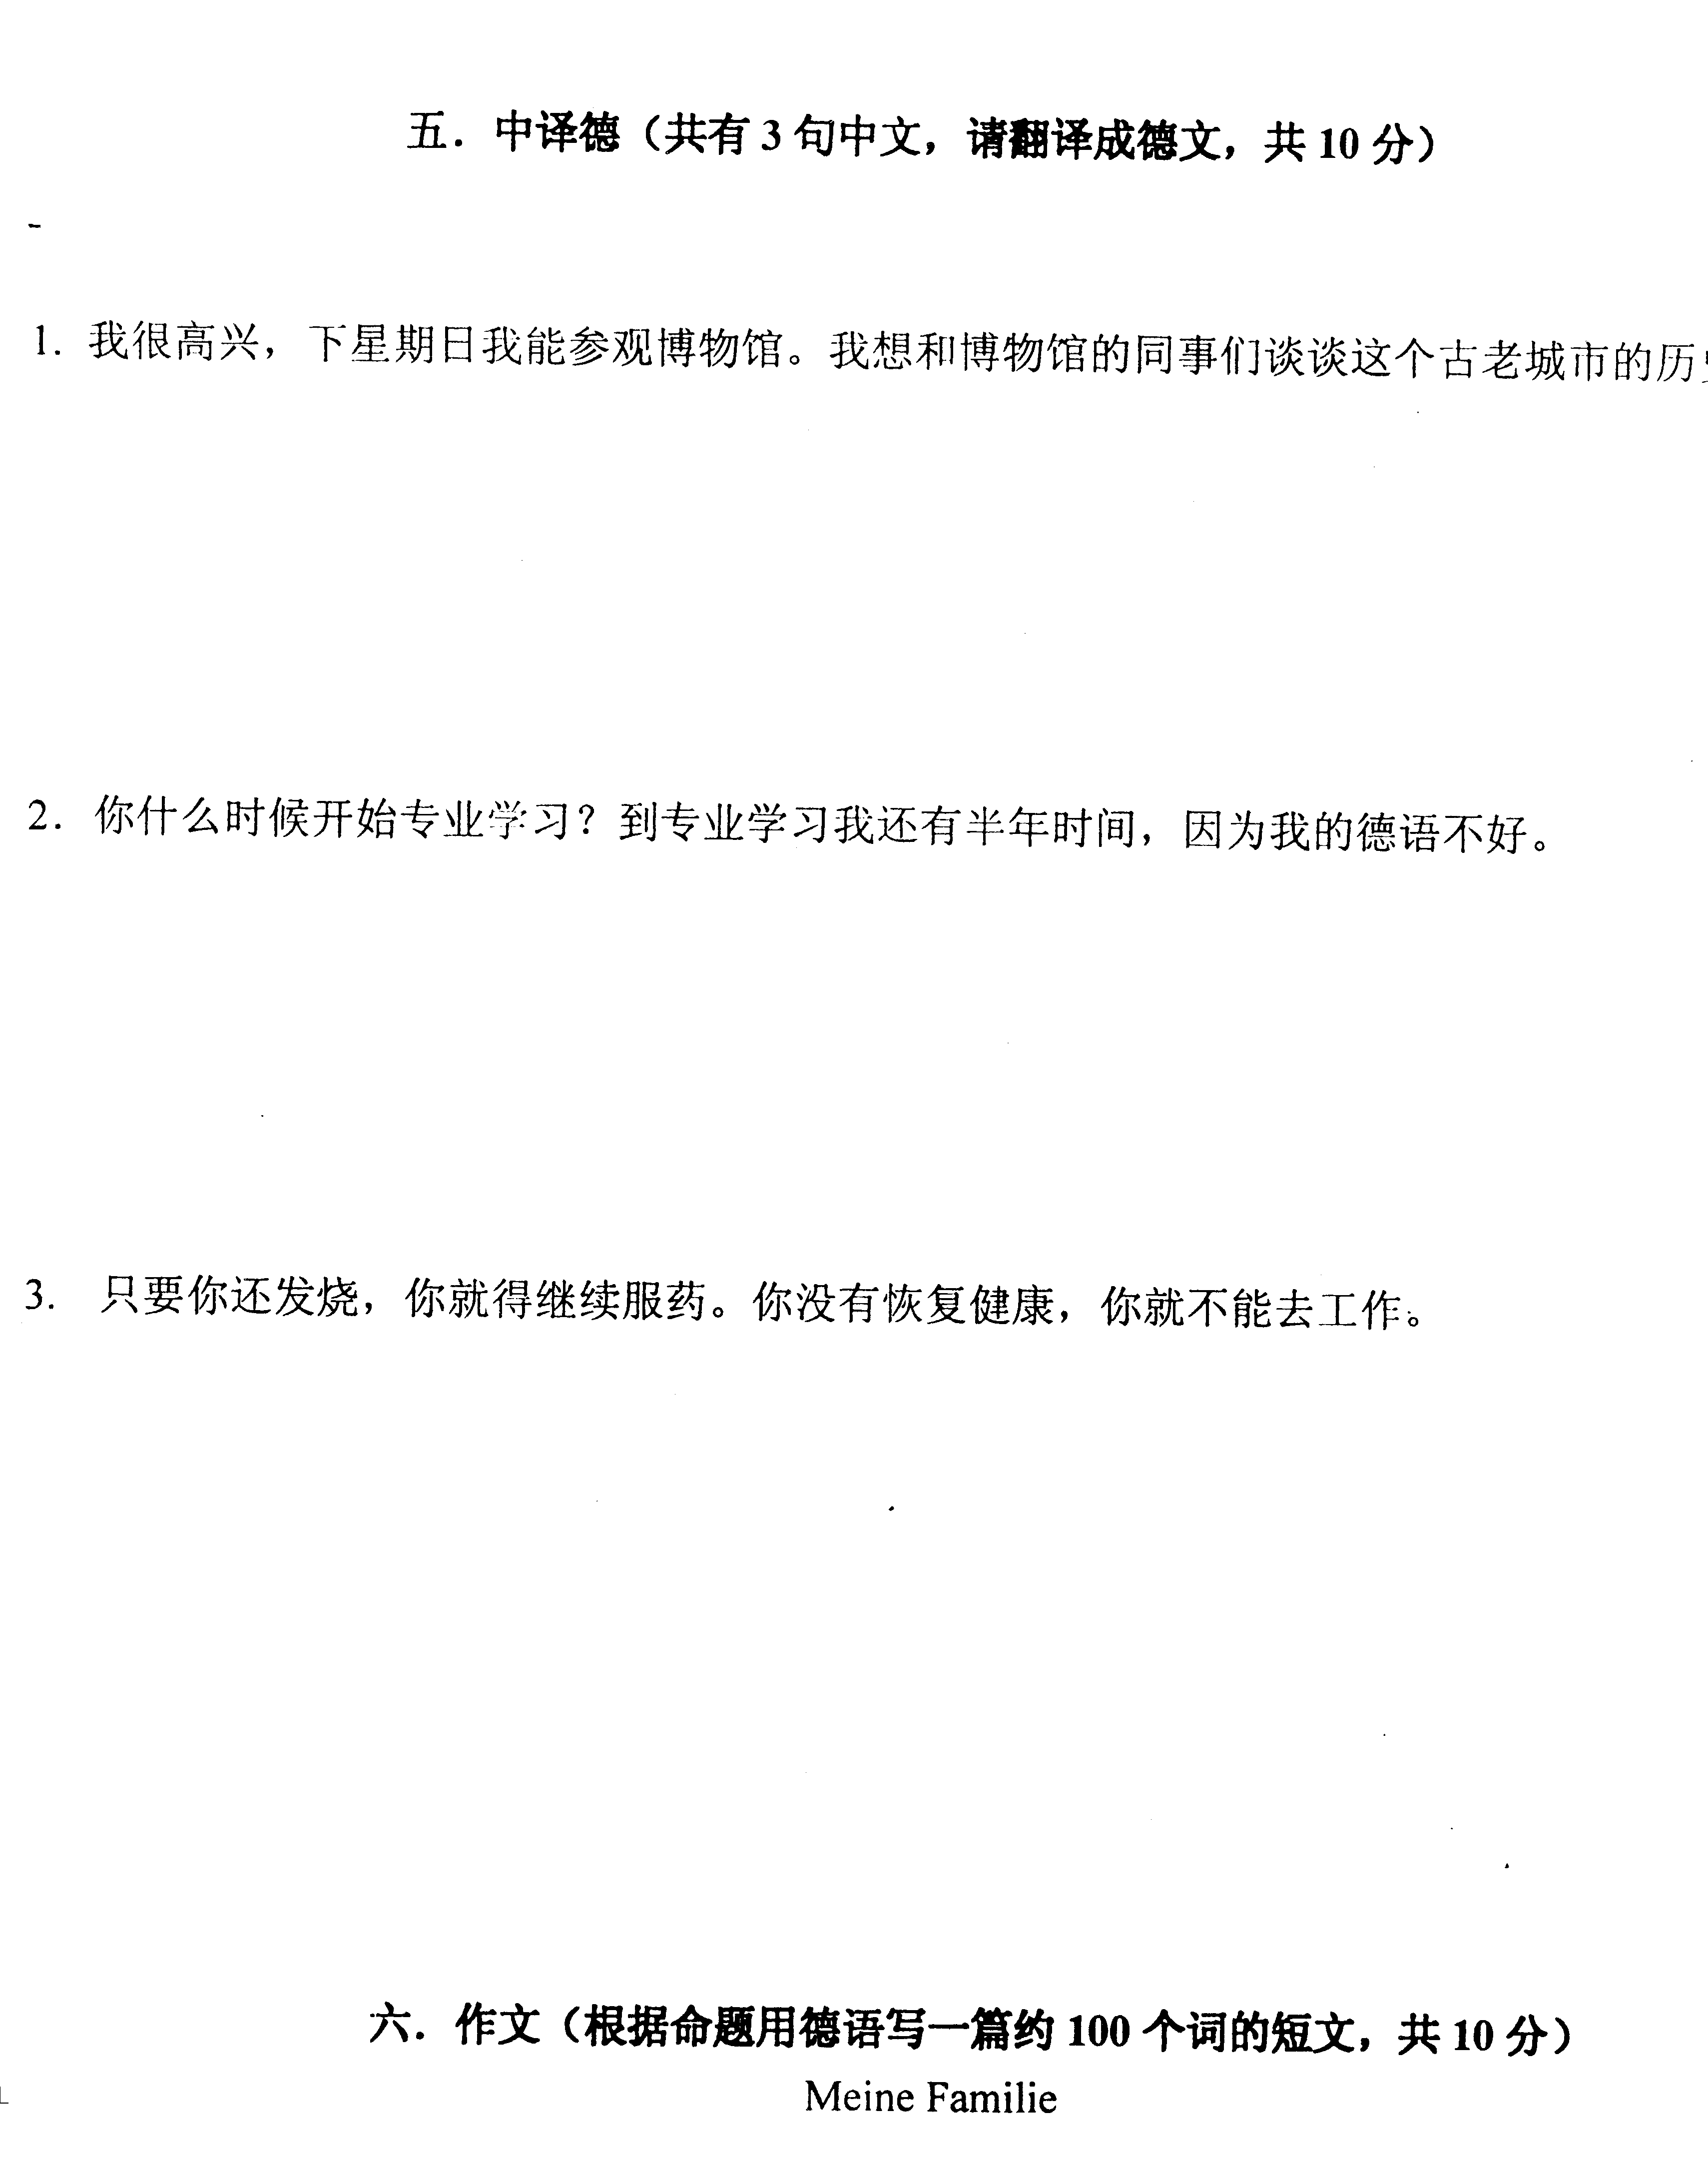 五．中译德（共有 3 句中文，请翻译成德文，共 10 分）
1. 我很高兴，下星期日我能参观博物馆。我想和博物馆的同事们谈谈这个古老城市的历
2. 你什么时候开始专业学习？到专业学习我还有半年时间，因为我的德语不好。
3. 只要你还发烧，你就得继续服药。你没有恢复健康，你就不能去工作。
六．作文（根据命题用德语写一篇约 100 个词的短文，共 10 分）
Meine Familie